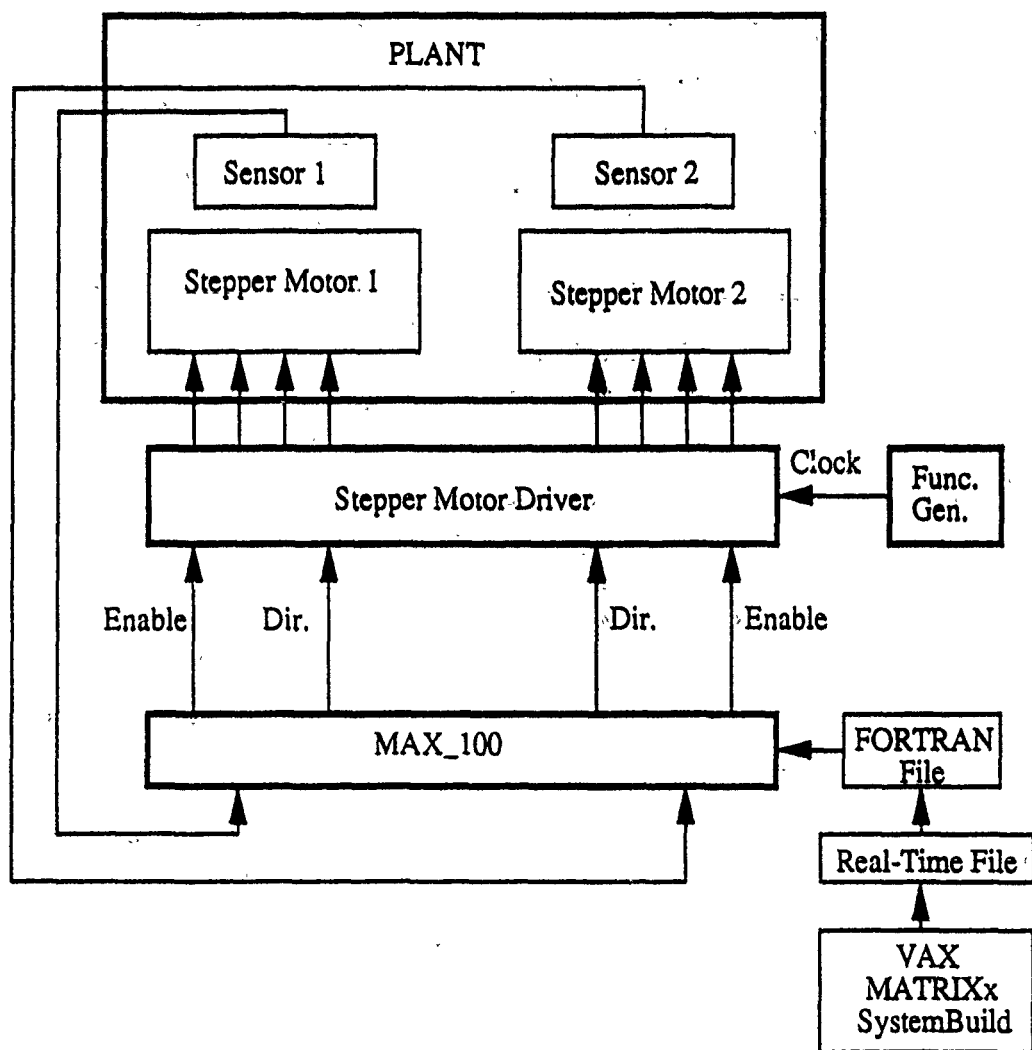 PLANT
Sensor 1
Sensor 2
Stepper Motor 1
Stepper Motor 2
Clock
Func.
Gen.
Stepper Motor Driver
Enable
Dir.
Dir.
Enable
MAX_100
FORTRAN
File
Real-Time File
VAX
MATRIXx
SystemBuild